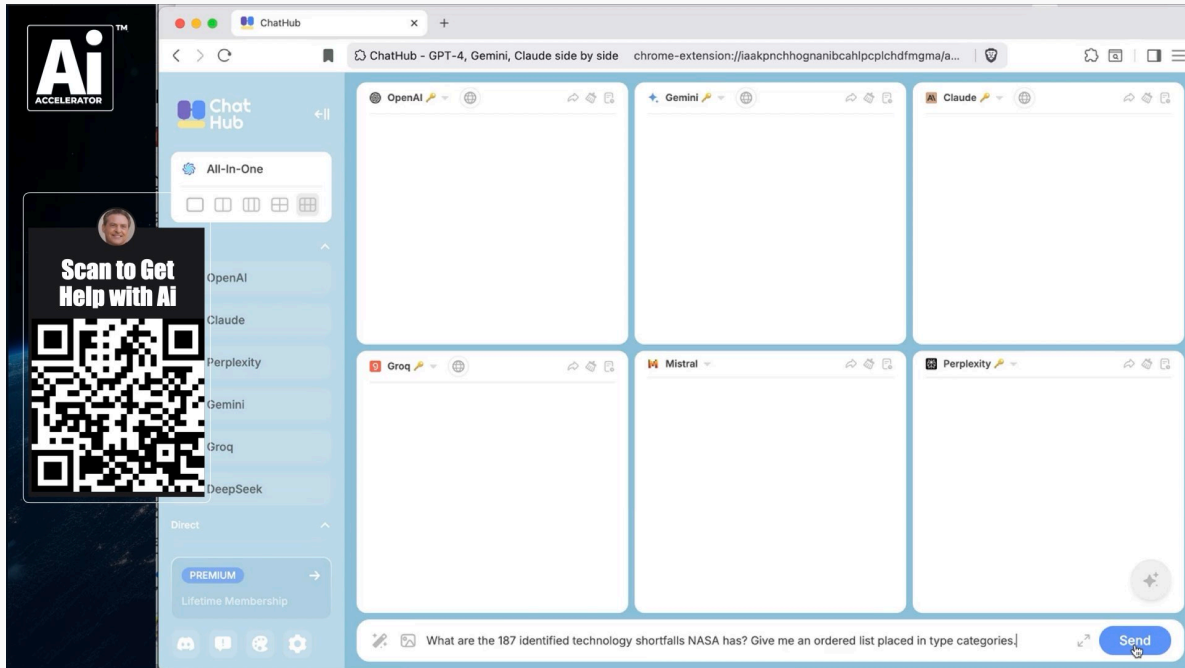 Ai
TM
ACCELERATOR
Scan to Get
Help with Ai
ChatHub
ChatHub - GPT-4, Gemini, Claude side by side chrome-extension://iaakpnchhognanibcahlpcplchdfmgma/a...
Chat
Hub
All-In-One
OpenAI
Claude
Perplexity
Gemini
Groq
DeepSeek
Direct
PREMIUM
Lifetime Membership
OpenAI
Gemini
Claude
Groq
Mistral
Perplexity
What are the 187 identified technology shortfalls NASA has? Give me an ordered list placed in type categories.
Send